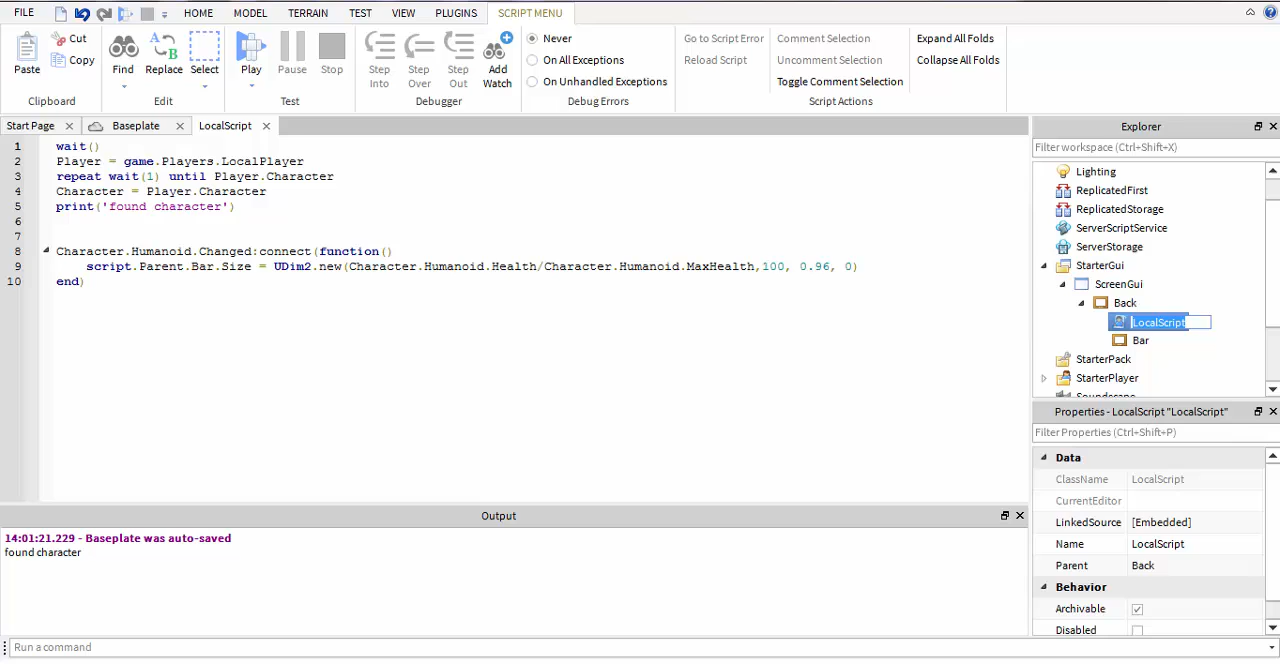 FILE HOME MODEL TERRAIN TEST VIEW PLUGINS SCRIPT MENU
Paste
Cut
Copy
Clipboard
Find
Replace
Select
Edit
Play
Pause
Stop
Test
Step Into
Step Over
Step Out
Add Watch
Debugger
Never
On All Exceptions
On Unhandled Exceptions
Debug Errors
Go to Script Error
Reload Script
Comment Selection
Uncomment Selection
Toggle Comment Selection
Script Actions
Expand All Folds
Collapse All Folds
Start Page
Baseplate
LocalScript
1 wait()
2 Player = game.Players.LocalPlayer
3 repeat wait(1) until Player.Character
4 Character = Player.Character
5 print('found character')
6
7
8 Character.Humanoid.Changed:connect(function()
9 script.Parent.Bar.Size = UDim2.new(Character.Humanoid.Health/Character.Humanoid.MaxHealth,100, 0.96, 0)
10 end)
Explorer
Filter workspace (Ctrl+Shift+X)
Lighting
ReplicatedFirst
ReplicatedStorage
ServerScriptService
ServerStorage
StarterGui
ScreenGui
Back
LocalScript
Bar
StarterPack
StarterPlayer
Soundscape
Properties - LocalScript "LocalScript"
Filter Properties (Ctrl+Shift+P)
Data
ClassName LocalScript
CurrentEditor
LinkedSource [Embedded]
Name LocalScript
Parent Back
Behavior
Archivable
Disabled
Output
14:01:21.229 - Baseplate was auto-saved
found character
Run a command